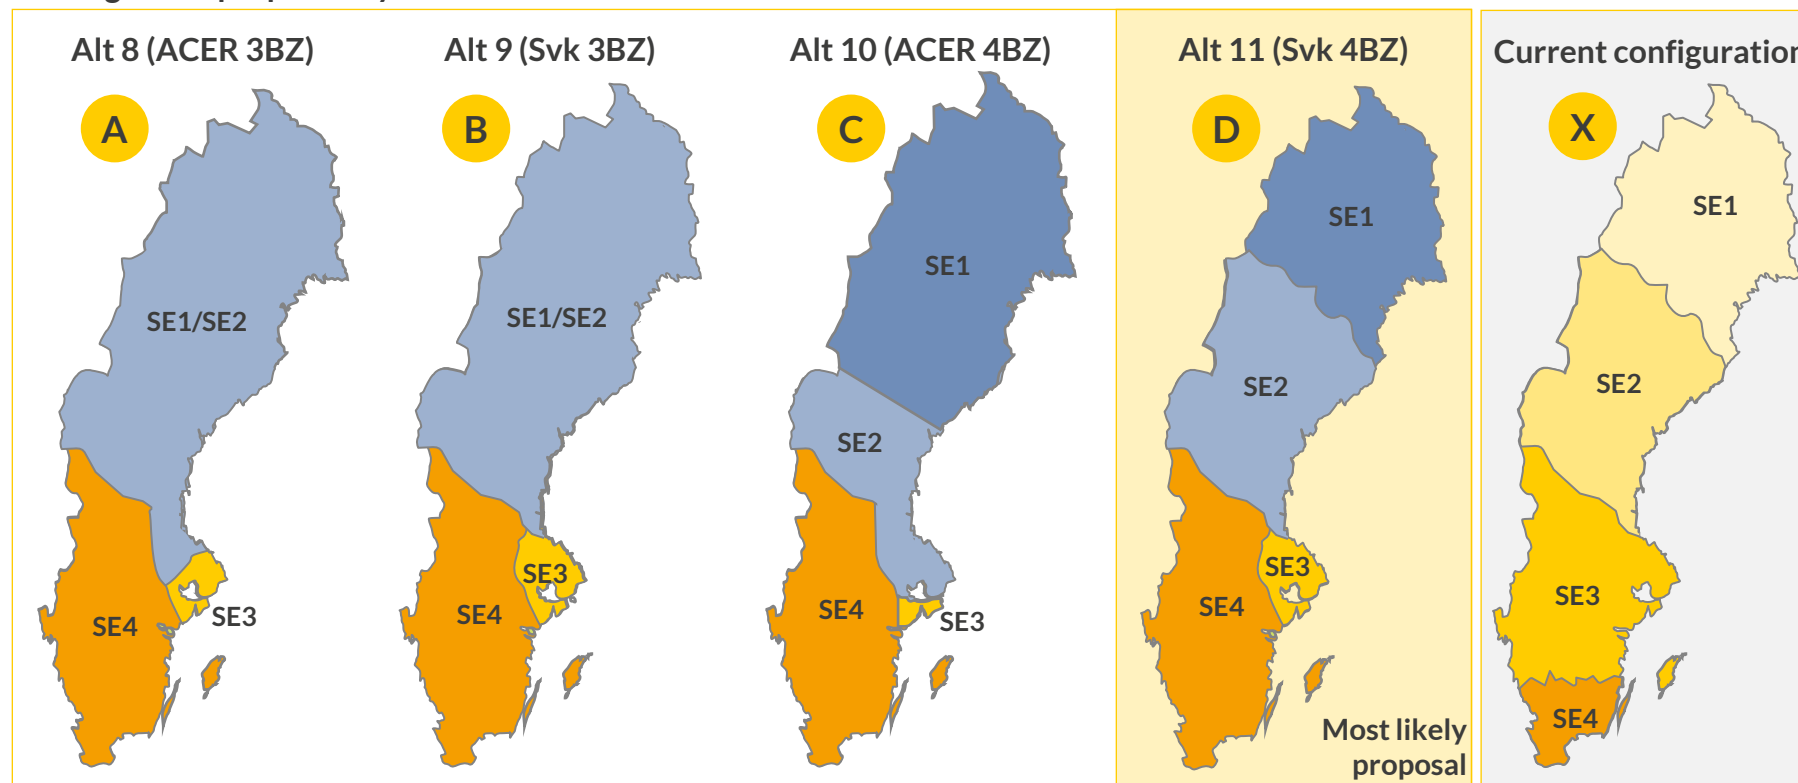 Alt 8 (ACER 3BZ)
A
SE1/SE2
SE4
SE3
Alt 9 (Svk 3BZ)
B
SE1/SE2
SE3
SE4
Alt 10 (ACER 4BZ)
C
SE1
SE2
SE4
SE3
Alt 11 (Svk 4BZ)
D
SE1
SE2
SE3
SE4
Most likely
proposal
Current configuration
X
SE1
SE2
SE3
SE4